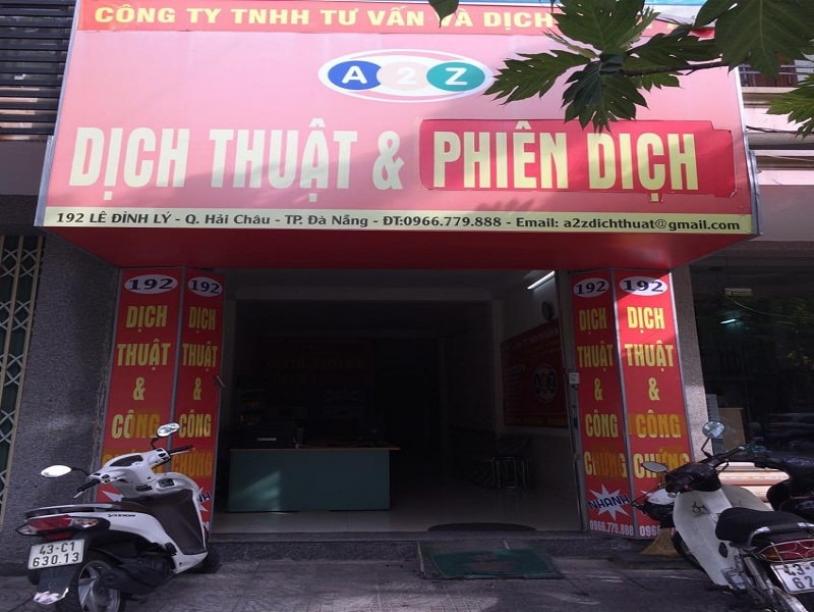 CÔNG TY TNHH TƯ VẤN VÀ DỊCH
A2Z
DỊCH THUẬT & PHIÊN DỊCH
192 LÊ ĐÌNH LÝ - Q. Hải Châu - TP. Đà Nẵng - ĐT:0966.779.888 - Email: a2zdichthuat@gmail.com
192
DỊCH
THUẬT
&
CÔNG
192
DỊCH
THUẬT
&
CÔNG
CHỨNG
192
DỊCH
THUẬT
&
CÔNG
CHỨNG
NHANH
0966.779.888
192
DỊCH
THUẬT
&
CÔNG
CHỨNG
43-C1
630.13